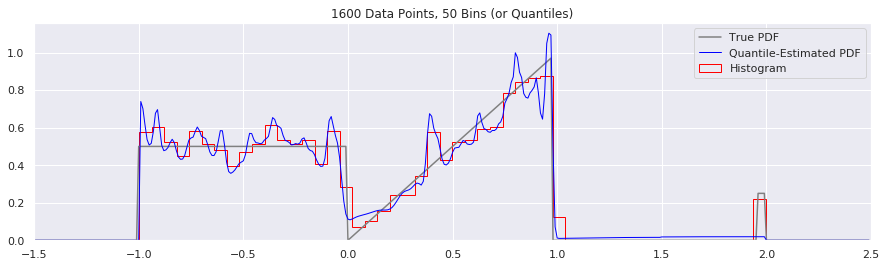 1600 Data Points, 50 Bins (or Quantiles)
True PDF
Quantile-Estimated PDF
Histogram
1.0
0.8
0.6
0.4
0.2
0.0
−1.5 −1.0 −0.5 0.0 0.5 1.0 1.5 2.0 2.5